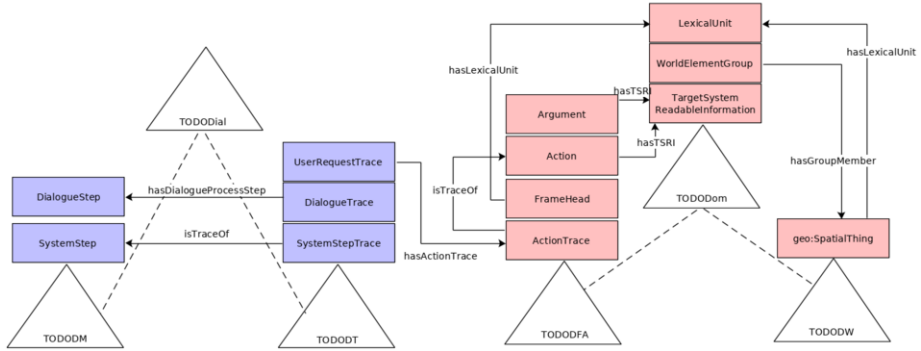 LexicalUnit
hasLexicalUnit
hasLexicalUnit
WorldElementGroup
hasTSRI
TargetSystem
ReadableInformation
Argument
TODODial
hasTSRI
UserRequestTrace
Action
hasGroupMember
hasDialogueProcessStep
isTraceOf
DialogueStep
DialogueTrace
FrameHead
TODODom
SystemStep
isTraceOf
SystemStepTrace
ActionTrace
geo:SpatialThing
hasActionTrace
TODODM
TODODT
TODODFA
TODODW